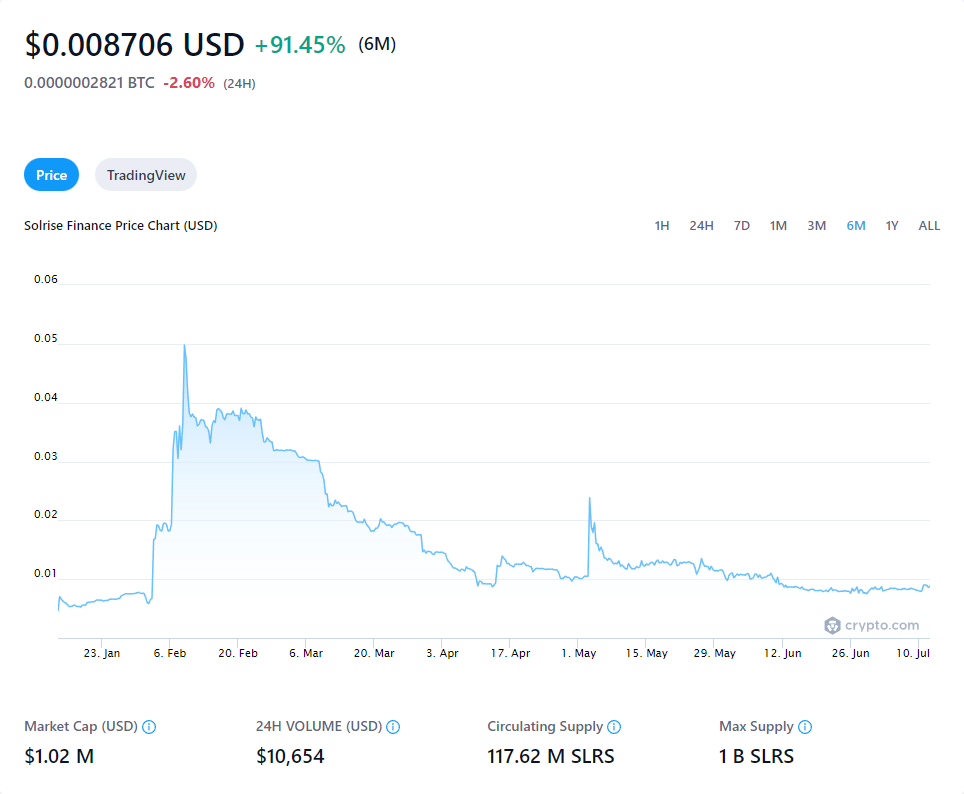 $0.008706 USD +91.45% (6M)
0.0000002821 BTC -2.60% (24H)
Price TradingView
Solrise Finance Price Chart (USD) 1H 24H 7D 1M 3M 6M 1Y ALL
0.06
0.05
0.04
0.03
0.02
0.01
crypto.com
23. Jan 6. Feb 20. Feb 6. Mar 20. Mar 3. Apr 17. Apr 1. May 15. May 29. May 12. Jun 26. Jun 10. Jul
Market Cap (USD) 24H VOLUME (USD) Circulating Supply Max Supply
$1.02 M $10,654 117.62 M SLRS 1 B SLRS